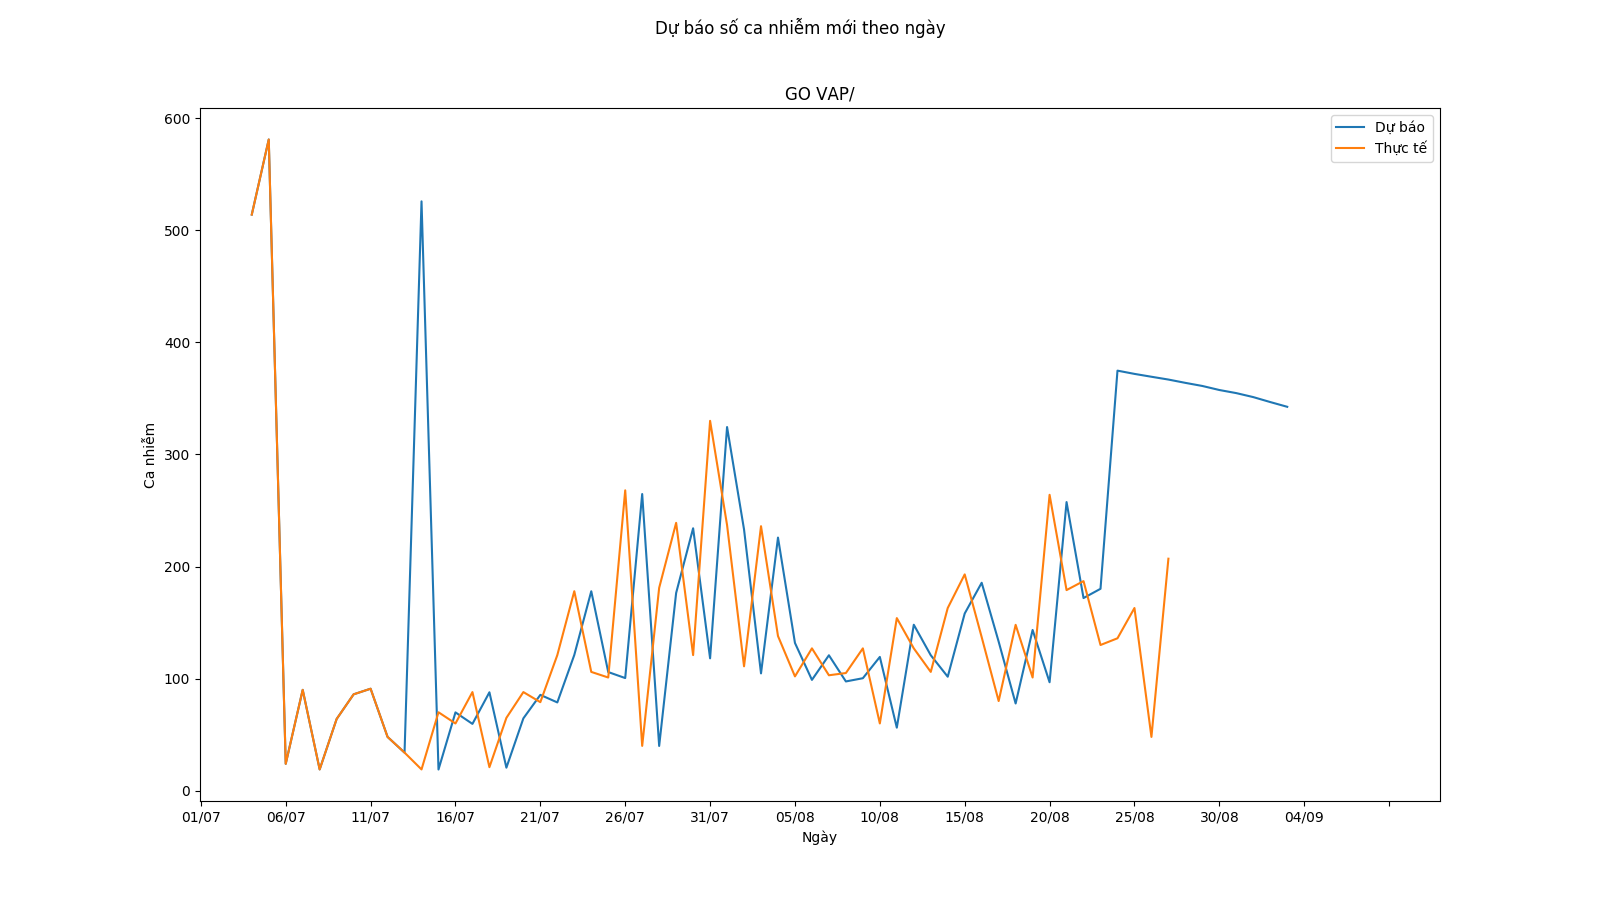 Dự báo số ca nhiễm mới theo ngày
GO VAP/
Dự báo
Thực tế
600
500
400
300
200
100
0
Ca nhiễm
01/07 06/07 11/07 16/07 21/07 26/07 31/07 05/08 10/08 15/08 20/08 25/08 30/08 04/09
Ngày